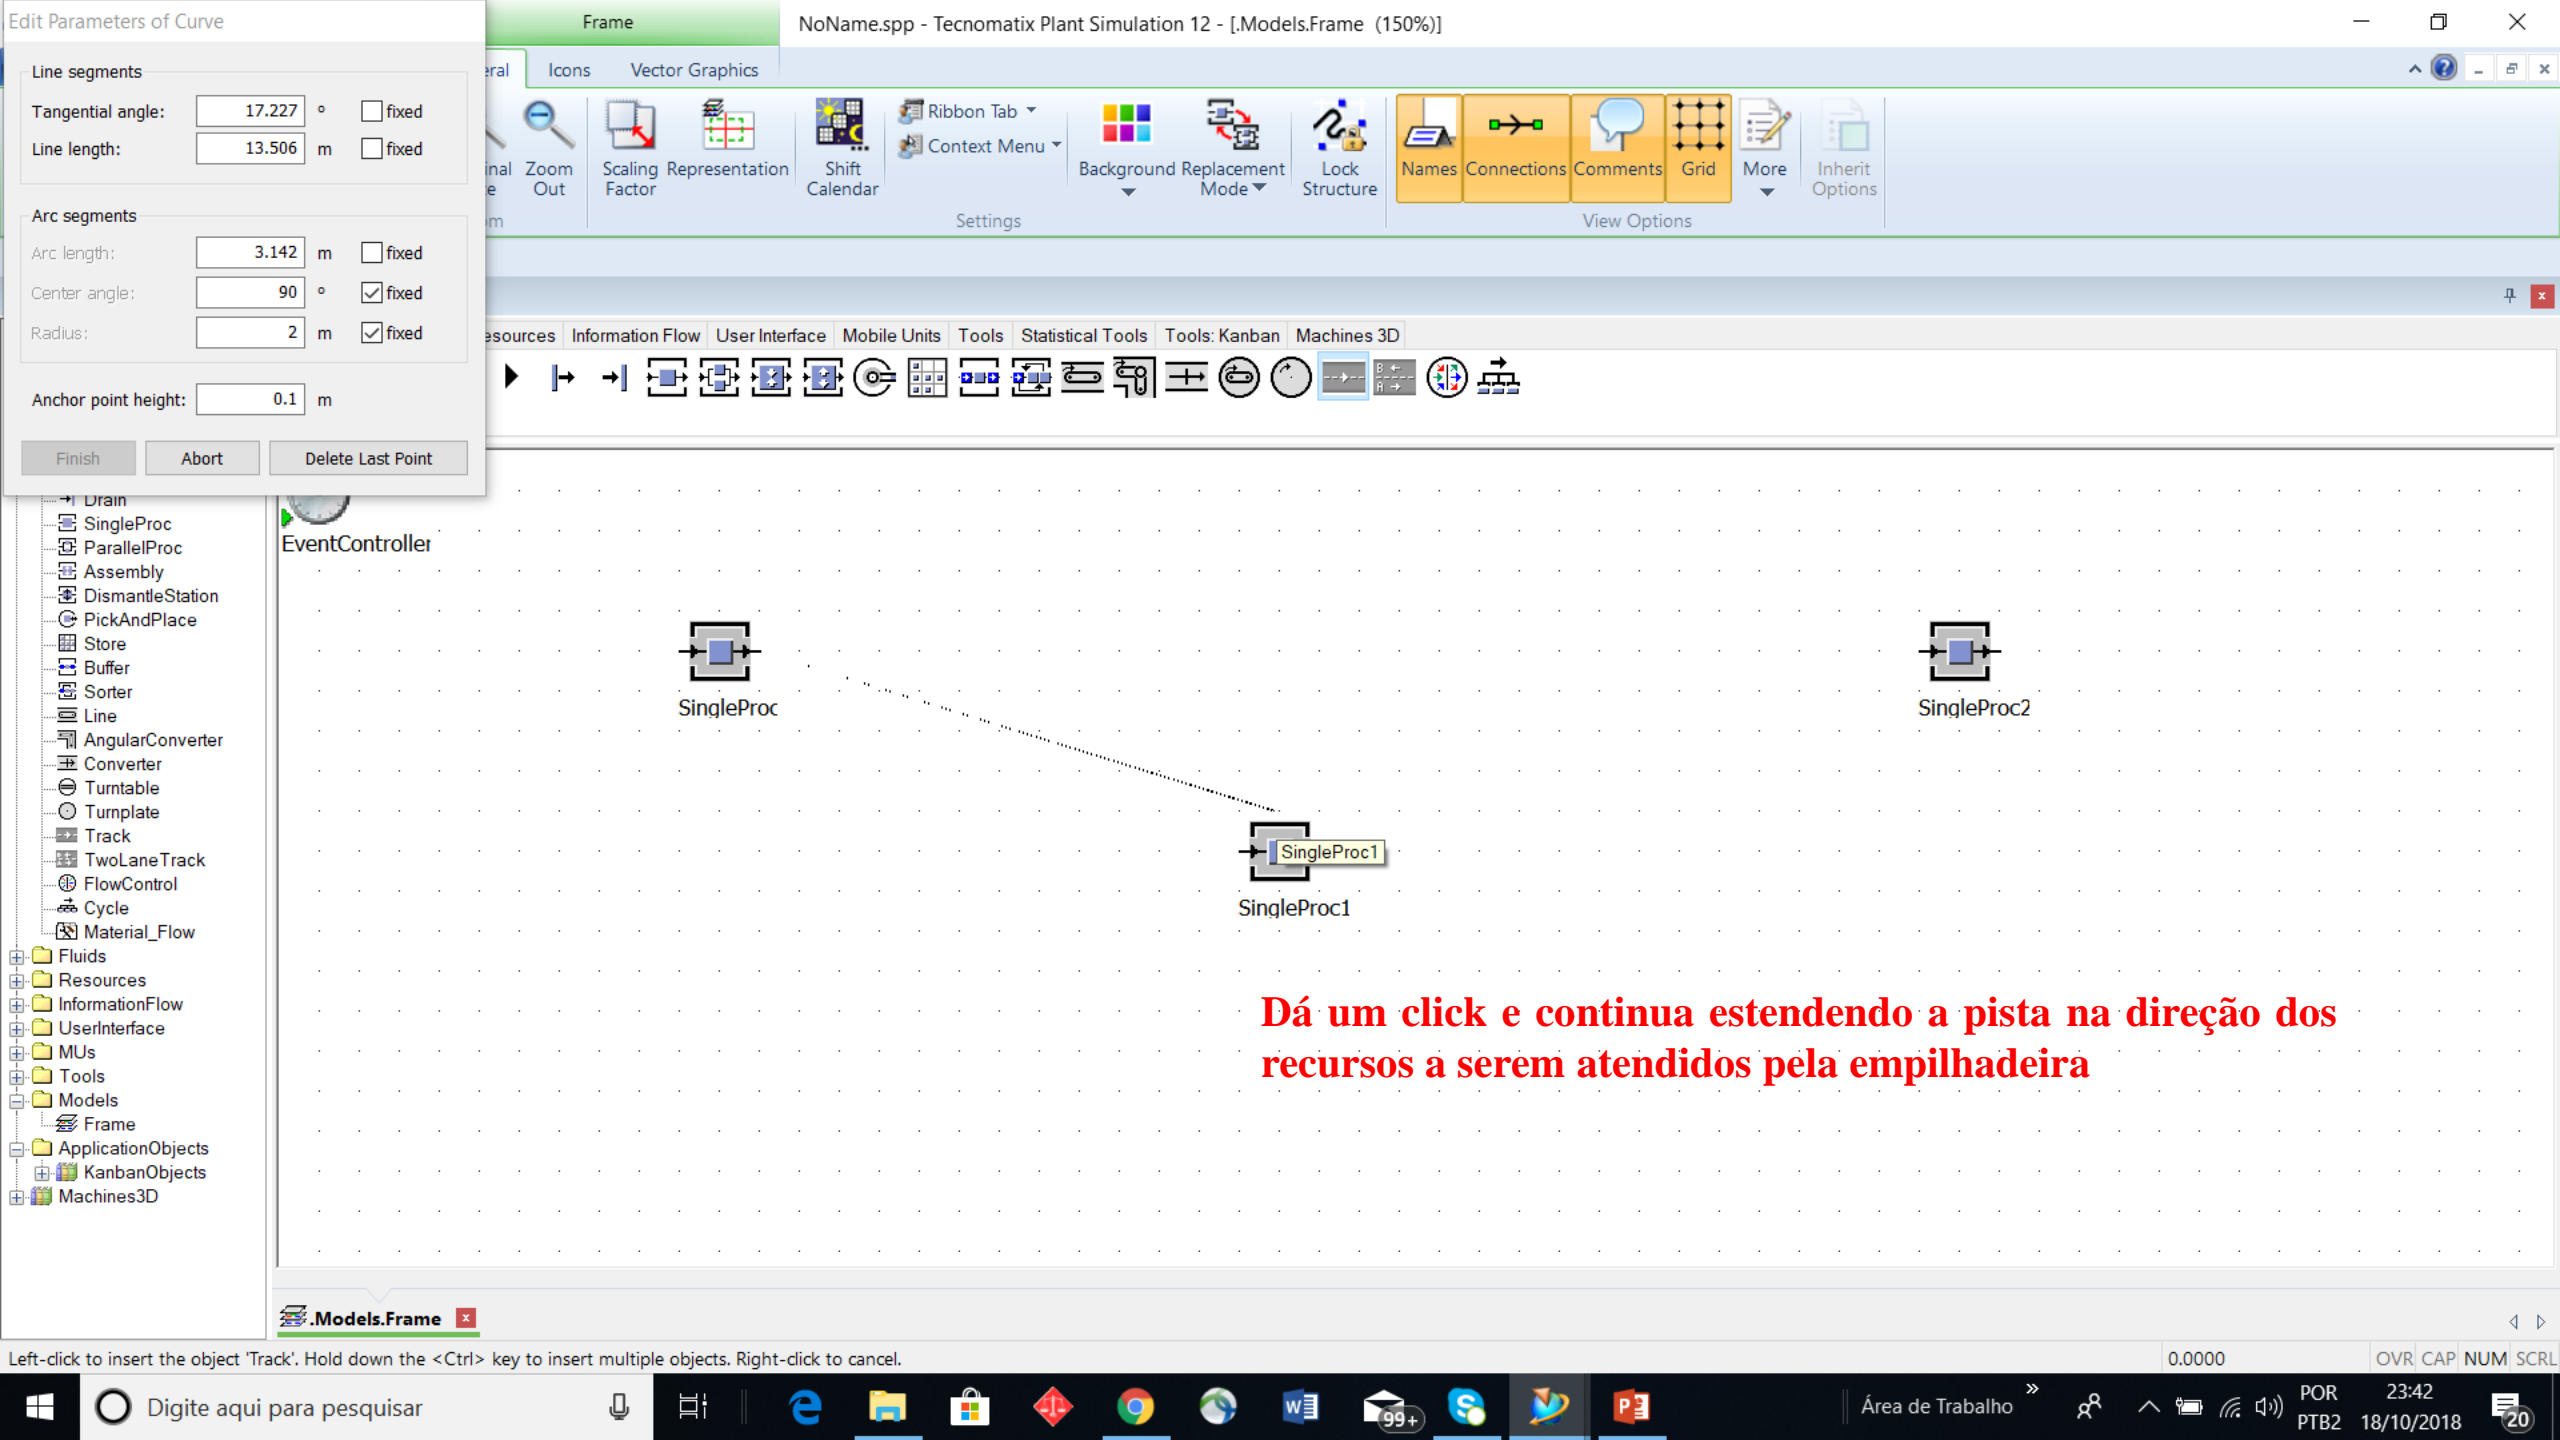 Edit Parameters of Curve
Frame
NoName.spp - Tecnomatix Plant Simulation 12 - [.Models.Frame (150%)]
Line segments
Tangential angle: 17.227 ° fixed
Line length: 13.506 m fixed
Arc segments
Arc length: 3.142 m fixed
Center angle: 90 ° fixed
Radius: 2 m fixed
Anchor point height: 0.1 m
Finish Abort Delete Last Point
Icons Vector Graphics
Zoom Out
Scaling Factor
Representation
Shift Calendar
Ribbon Tab
Context Menu
Background
Replacement Mode
Lock Structure
Settings
Names
Connections
Comments
Grid
More
Inherit Options
View Options
Information Flow User Interface Mobile Units Tools Statistical Tools Tools: Kanban Machines 3D
Drain
SingleProc
ParallelProc
Assembly
DismantleStation
PickAndPlace
Store
Buffer
Sorter
Line
AngularConverter
Converter
Turntable
Turnplate
Track
TwoLaneTrack
FlowControl
Cycle
Material_Flow
Fluids
Resources
InformationFlow
UserInterface
MUs
Tools
Models
Frame
ApplicationObjects
KanbanObjects
Machines3D
EventController
SingleProc
SingleProc2
SingleProc1
SingleProc1
Dá um click e continua estendendo a pista na direção dos
recursos a serem atendidos pela empilhadeira
.Models.Frame
Left-click to insert the object 'Track'. Hold down the <Ctrl> key to insert multiple objects. Right-click to cancel.
0.0000
OVR CAP NUM SCRL
Digite aqui para pesquisar
99+
Área de Trabalho
POR
PTB2
23:42
18/10/2018
20